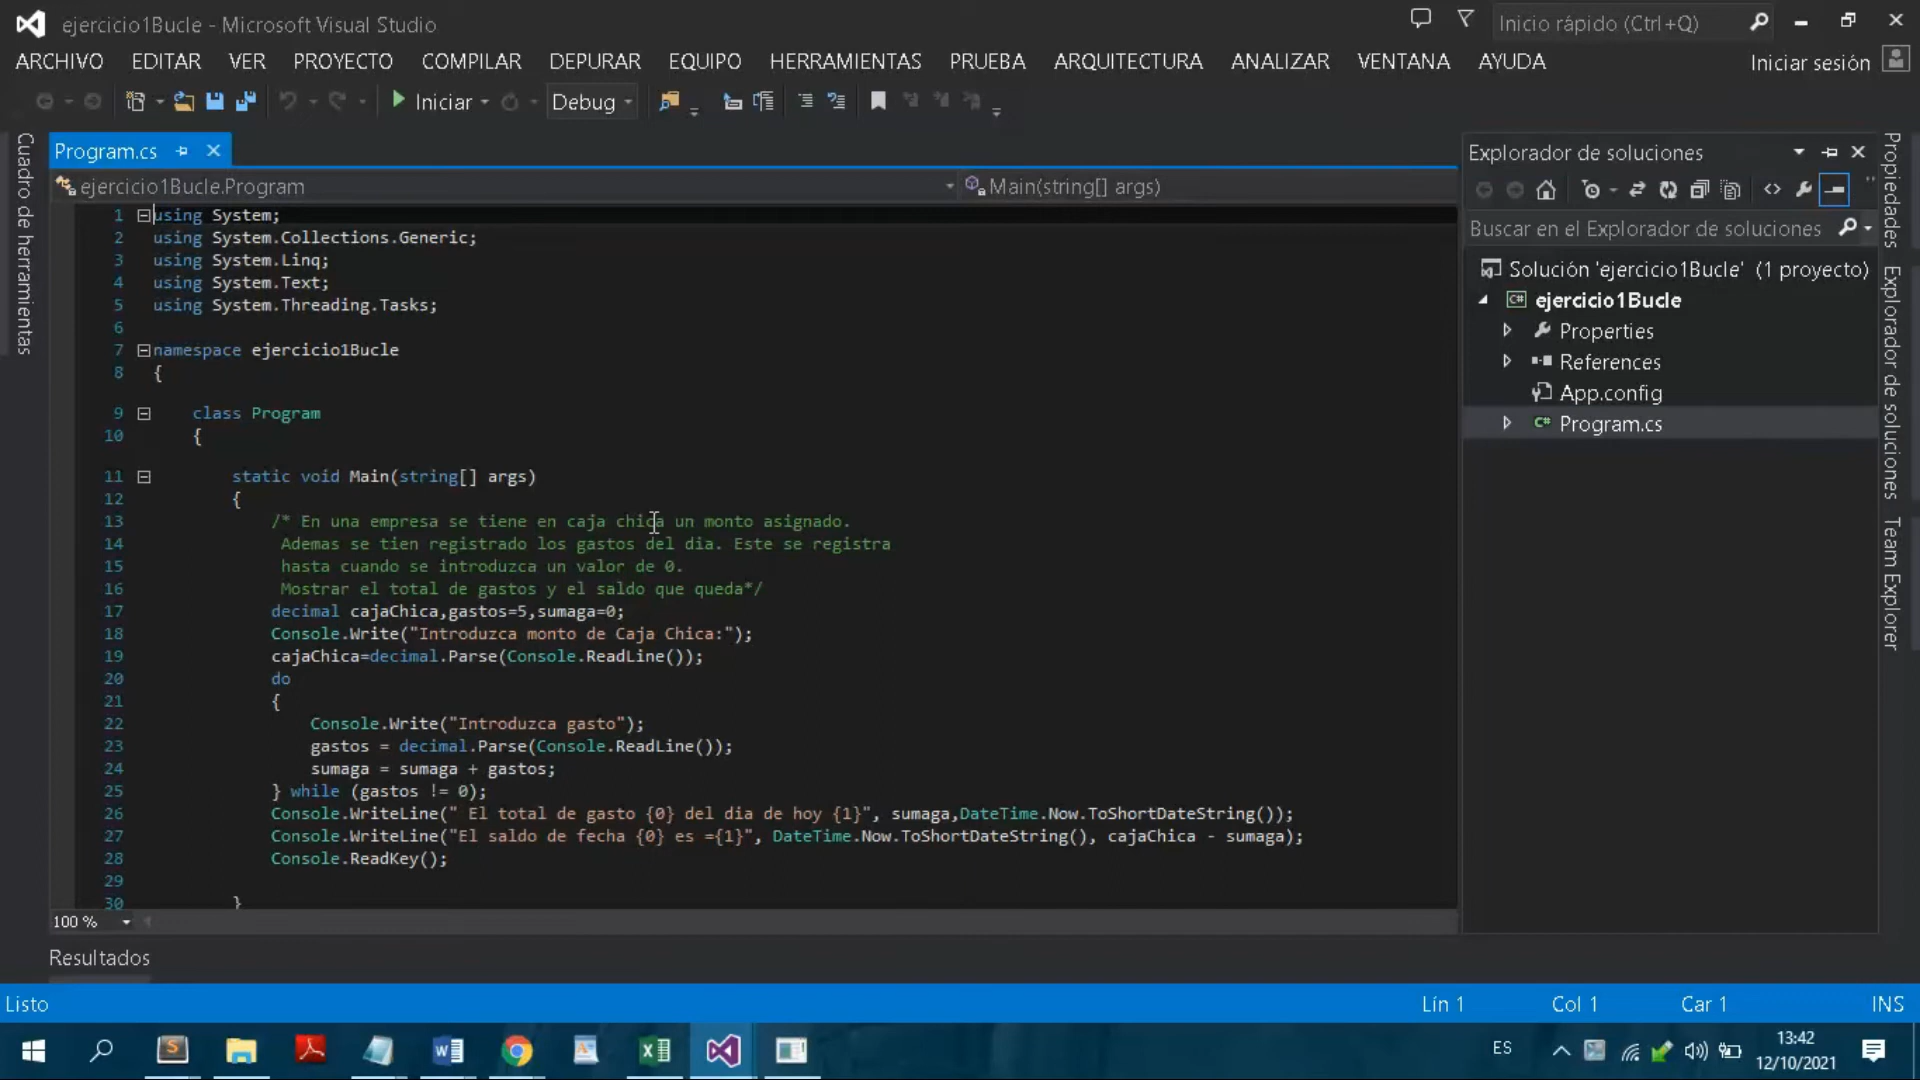 ejercicio1Bucle - Microsoft Visual Studio
Inicio rápido (Ctrl+Q)
ARCHIVO EDITAR VER PROYECTO COMPILAR DEPURAR EQUIPO HERRAMIENTAS PRUEBA ARQUITECTURA ANALIZAR VENTANA AYUDA
Iniciar sesión
Iniciar Debug
Cuadro de herramientas
Program.cs
ejercicio1Bucle.Program
Main(string[] args)
1 using System;
2 using System.Collections.Generic;
3 using System.Linq;
4 using System.Text;
5 using System.Threading.Tasks;
6
7 namespace ejercicio1Bucle
8 {
9 class Program
10 {
11 static void Main(string[] args)
12 {
13 /* En una empresa se tiene en caja chica un monto asignado.
14 Ademas se tien registrado los gastos del dia. Este se registra
15 hasta cuando se introduzca un valor de 0.
16 Mostrar el total de gastos y el saldo que queda*/
17 decimal cajaChica,gastos=5,sumaga=0;
18 Console.Write("Introduzca monto de Caja Chica:");
19 cajaChica=decimal.Parse(Console.ReadLine());
20 do
21 {
22 Console.Write("Introduzca gasto");
23 gastos = decimal.Parse(Console.ReadLine());
24 sumaga = sumaga + gastos;
25 } while (gastos != 0);
26 Console.WriteLine(" El total de gasto {0} del dia de hoy {1}", sumaga,DateTime.Now.ToShortDateString());
27 Console.WriteLine("El saldo de fecha {0} es ={1}", DateTime.Now.ToShortDateString(), cajaChica - sumaga);
28 Console.ReadKey();
29
30 }
100 %
Resultados
Explorador de soluciones
Buscar en el Explorador de soluciones
Solución 'ejercicio1Bucle' (1 proyecto)
ejercicio1Bucle
Properties
References
App.config
Program.cs
Propiedades
Explorador de soluciones
Team Explorer
Listo
Lín 1 Col 1 Car 1 INS
ES
13:42
12/10/2021